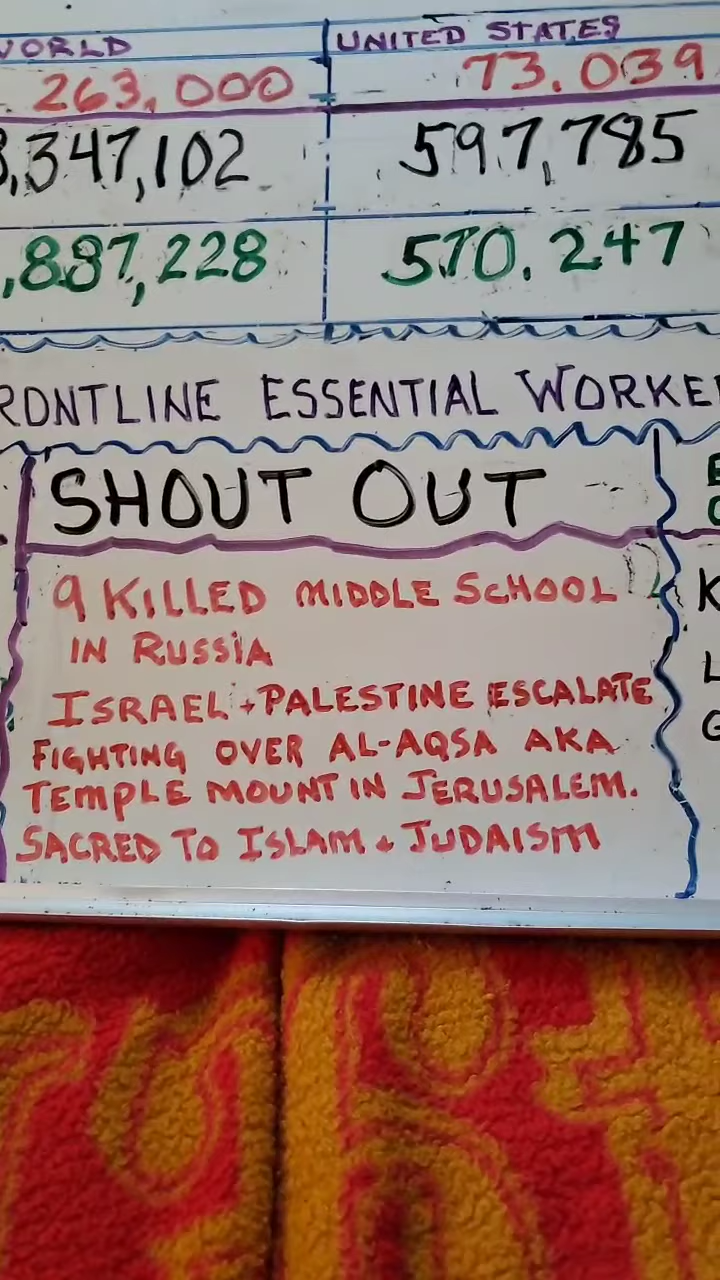 WORLD UNITED STATES
263,000 73.039
3,347,102 597,785
,887,228 570.247
FRONTLINE ESSENTIAL WORKE
SHOUT OUT
9 KILLED MIDDLE SCHOOL
IN RUSSIA
ISRAEL + PALESTINE ESCALATE
FIGHTING OVER AL-AQSA AKA
TEMPLE MOUNT IN JERUSALEM.
SACRED TO ISLAM + JUDAISM
K
L
G